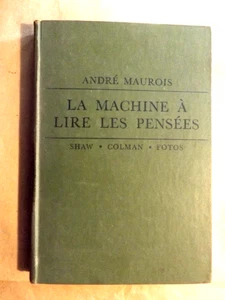 ANDRÉ MAUROIS
LA MACHINE À
LIRE LES PENSÉES
SHAW • COLMAN • FOTOS